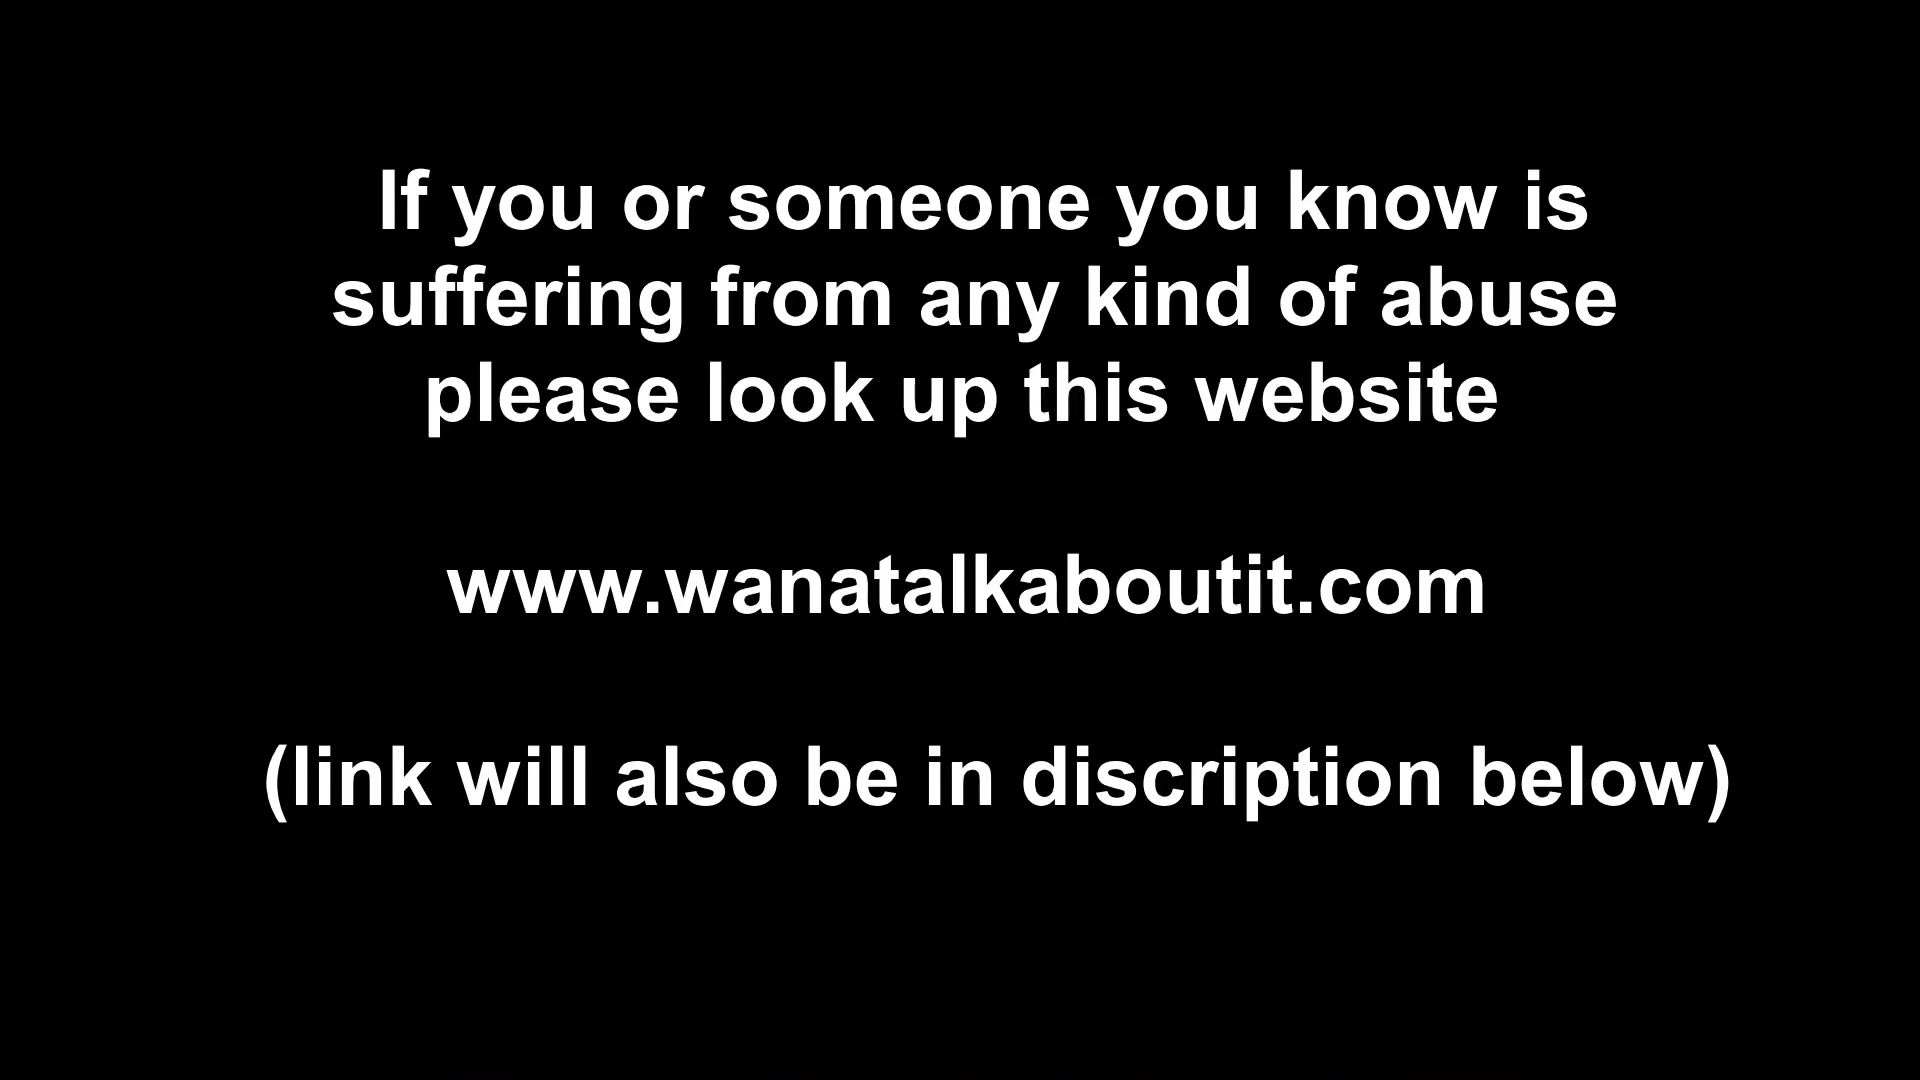 If you or someone you know is
suffering from any kind of abuse
please look up this website
www.wanatalkaboutit.com
(link will also be in discription below)